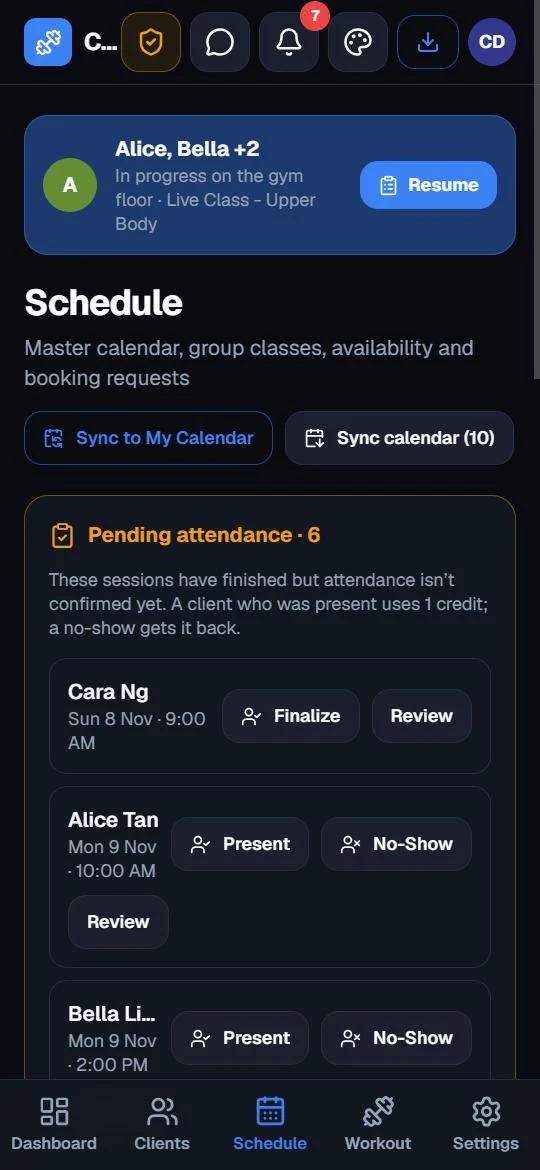 C...
7
CD
Alice, Bella +2
A
In progress on the gym
floor · Live Class - Upper
Body
Resume
Schedule
Master calendar, group classes, availability and
booking requests
Sync to My Calendar
Sync calendar (10)
Pending attendance · 6
These sessions have finished but attendance isn’t
confirmed yet. A client who was present uses 1 credit;
a no-show gets it back.
Cara Ng
Sun 8 Nov · 9:00
AM
Finalize
Review
Alice Tan
Mon 9 Nov
· 10:00 AM
Present
No-Show
Review
Bella Li...
Mon 9 Nov
· 2:00 PM
Present
No-Show
Dashboard
Clients
Schedule
Workout
Settings